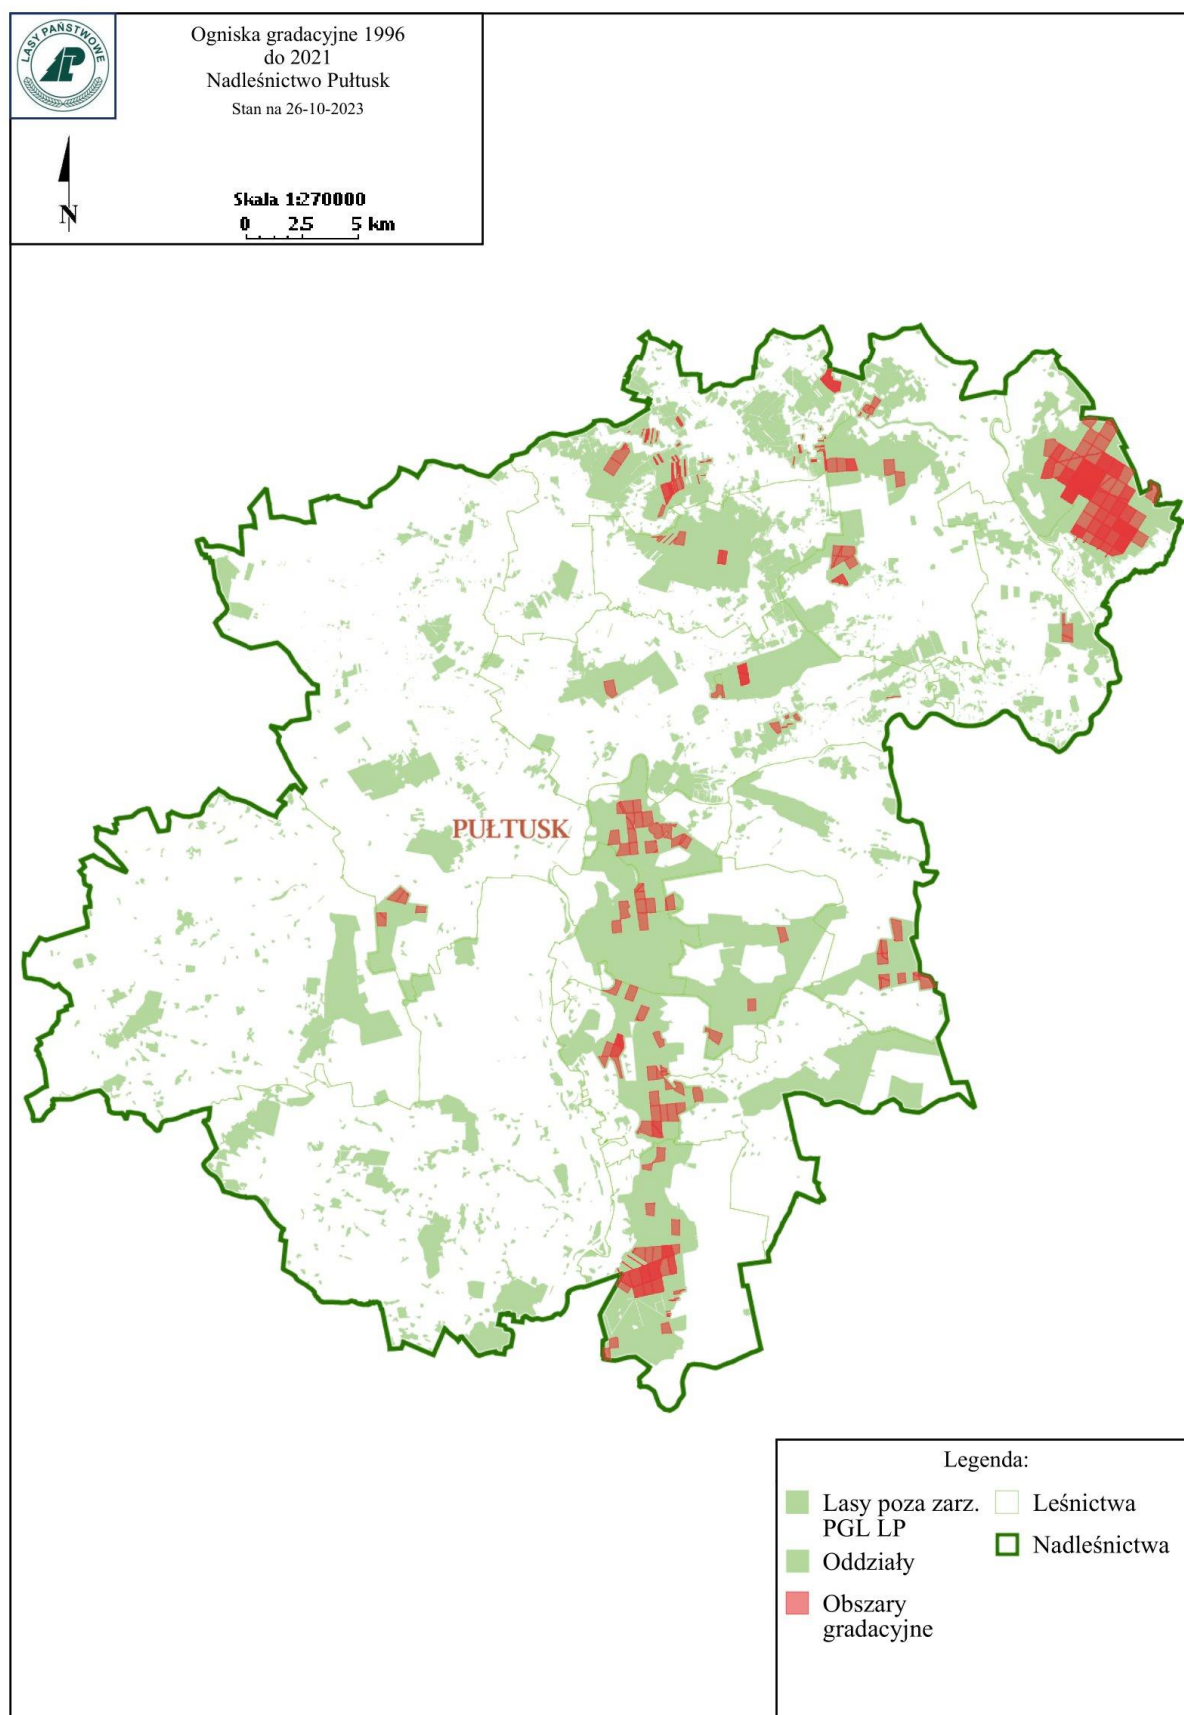 LASY PAŃSTWOWE
Ogniska gradacyjne 1996
do 2021
Nadleśnictwo Pułtusk
Stan na 26-10-2023
N
Skala 1:270000
0 2.5 5 km
PUŁTUSK
Legenda:
Lasy poza zarz.
PGL LP
Oddziały
Obszary
gradacyjne
Leśnictwa
Nadleśnictwa